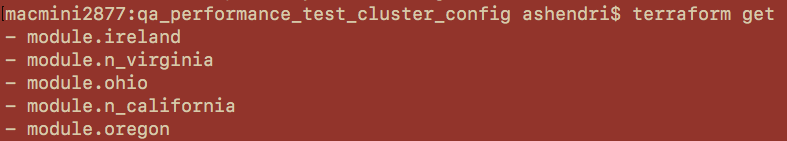 macmini2877:qa_performance_test_cluster_config ashendri$ terraform get
- module.ireland
- module.n_virginia
- module.ohio
- module.n_california
- module.oregon